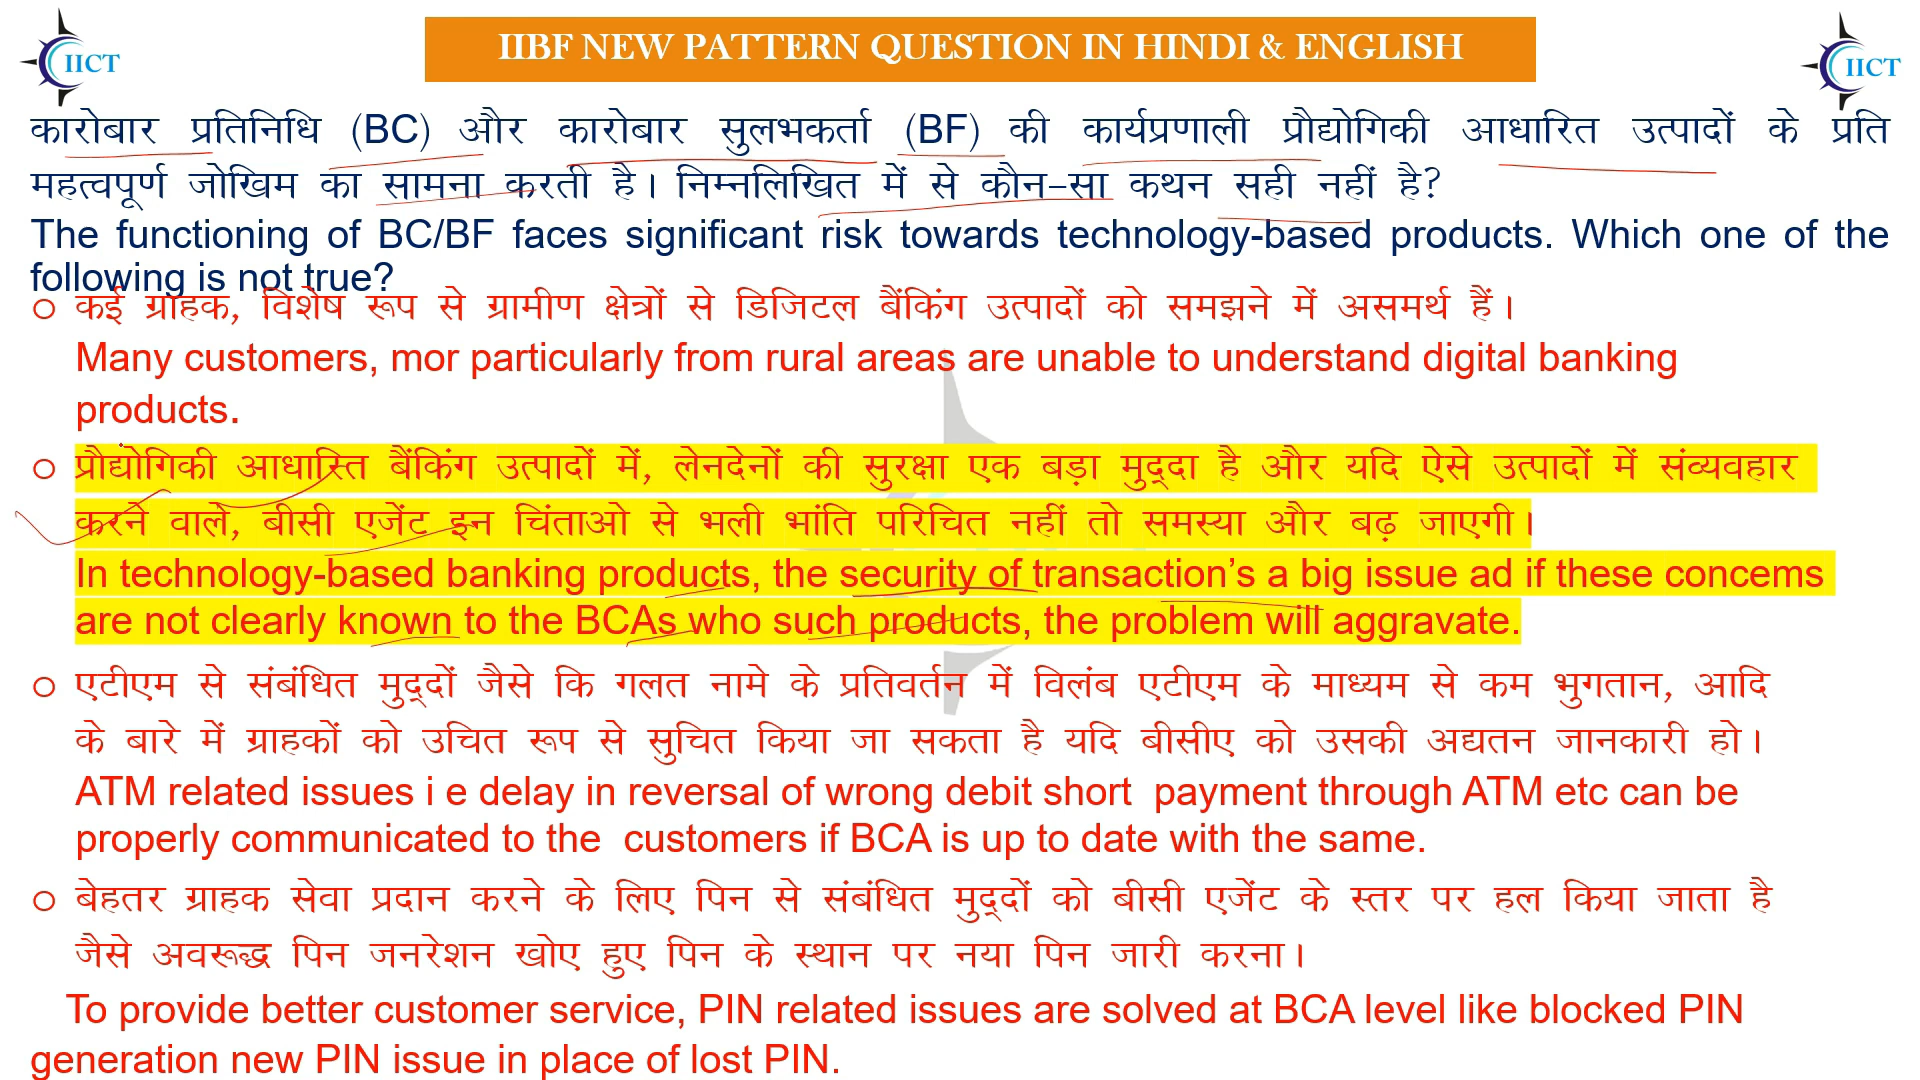 IICT
IIBF NEW PATTERN QUESTION IN HINDI & ENGLISH
IICT
कारोबार प्रतिनिधि (BC) और कारोबार सुलभकर्ता (BF) की कार्यप्रणाली प्रौद्योगिकी आधारित उत्पादों के प्रति
महत्वपूर्ण जोखिम का सामना करती है। निम्नलिखित में से कौन-सा कथन सही नहीं है?
The functioning of BC/BF faces significant risk towards technology-based products. Which one of the
following is not true?
कई ग्राहक, विशेष रूप से ग्रामीण क्षेत्रों से डिजिटल बैंकिंग उत्पादों को समझने में असमर्थ हैं।
Many customers, mor particularly from rural areas are unable to understand digital banking
products.
प्रौद्योगिकी आधारित बैंकिंग उत्पादों में, लेनदेनों की सुरक्षा एक बड़ा मुद्दा है और यदि ऐसे उत्पादों में संव्यवहार
करने वाले, बीसी एजेंट इन चिंताओ से भली भांति परिचित नहीं तो समस्या और बढ़ जाएगी।
In technology-based banking products, the security of transaction’s a big issue ad if these concems
are not clearly known to the BCAs who such products, the problem will aggravate.
एटीएम से संबंधित मुद्दों जैसे कि गलत नामे के प्रतिवर्तन में विलंब एटीएम के माध्यम से कम भुगतान, आदि
के बारे में ग्राहकों को उचित रूप से सुचित किया जा सकता है यदि बीसीए को उसकी अद्यतन जानकारी हो।
ATM related issues i e delay in reversal of wrong debit short payment through ATM etc can be
properly communicated to the customers if BCA is up to date with the same.
बेहतर ग्राहक सेवा प्रदान करने के लिए पिन से संबंधित मुद्दों को बीसी एजेंट के स्तर पर हल किया जाता है
जैसे अवरूद्ध पिन जनरेशन खोए हुए पिन के स्थान पर नया पिन जारी करना।
To provide better customer service, PIN related issues are solved at BCA level like blocked PIN
generation new PIN issue in place of lost PIN.